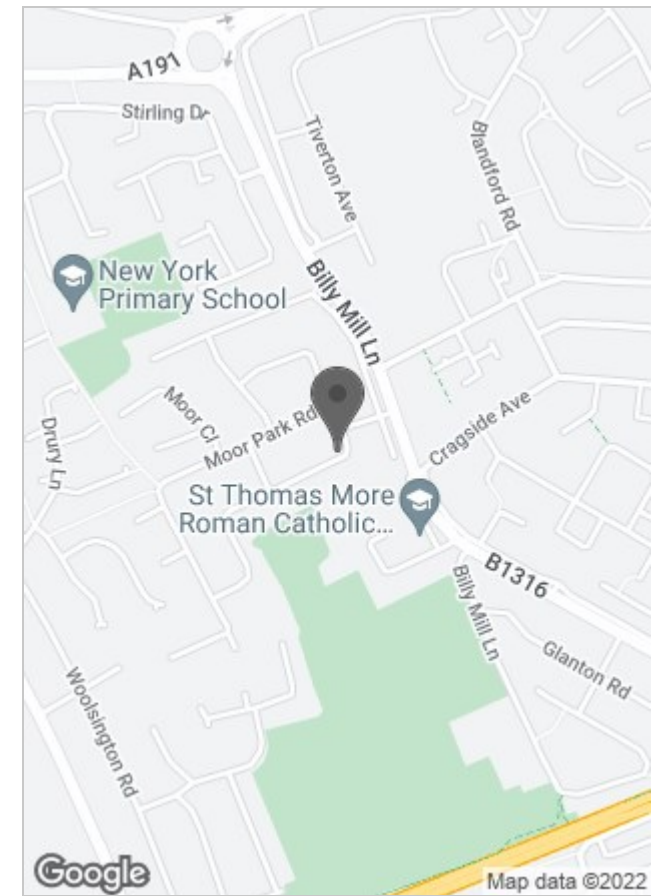 A191
Stirling Dr
Tiverton Ave
Blandford Rd
New York
Primary School
Billy Mill Ln
Moor Cl
Moor Park Rd
Drury Ln
Cragside Ave
St Thomas More
Roman Catholic...
B1316
Billy Mill Ln
Glanton Rd
Woolsington Rd
Google
Map data ©2022